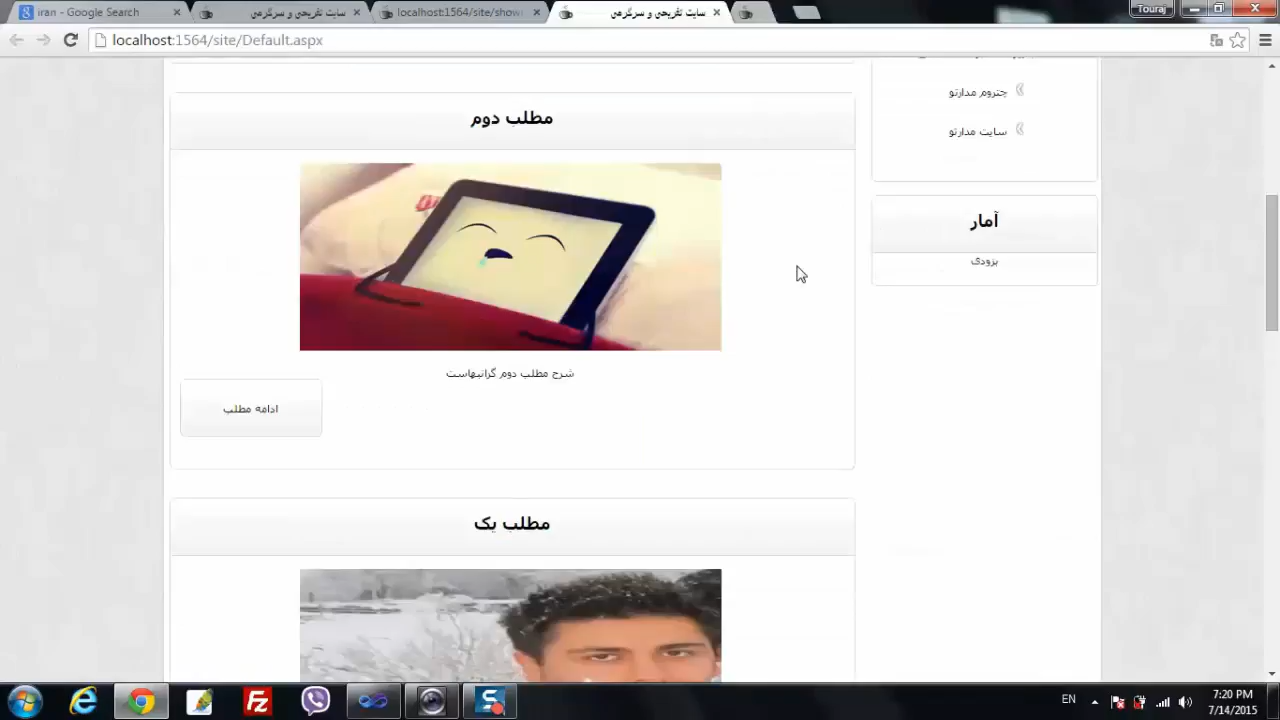 iran - Google Search
سایت تفریحی و سرگرمی
localhost:1564/site/show
سایت تفریحی و سرگرمی
Touraj
localhost:1564/site/Default.aspx
چتروم مدارتو
سایت مدارتو
آمار
بزودی
مطلب دوم
شرح مطلب دوم گرانبهاست
ادامه مطلب
مطلب یک
EN
7:20 PM
7/14/2015